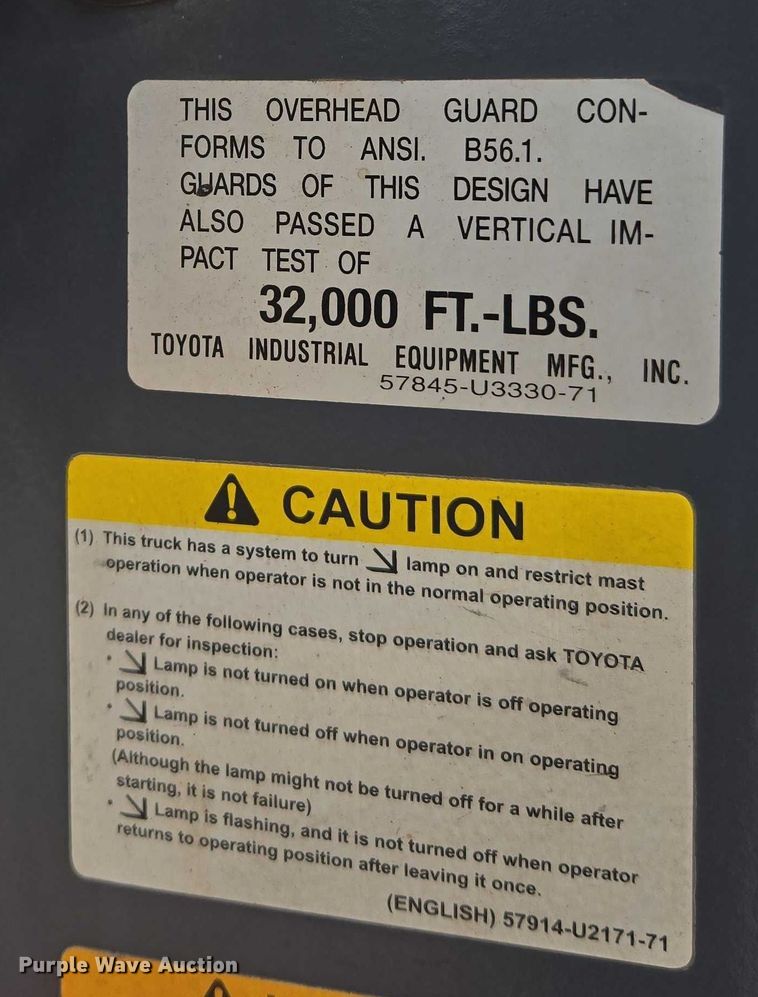 THIS OVERHEAD GUARD CON-
FORMS TO ANSI. B56.1.
GUARDS OF THIS DESIGN HAVE
ALSO PASSED A VERTICAL IM-
PACT TEST OF
32,000 FT.-LBS.
TOYOTA INDUSTRIAL EQUIPMENT MFG., INC.
57845-U3330-71
CAUTION
(1) This truck has a system to turn lamp on and restrict mast
operation when operator is not in the normal operating position.
(2) In any of the following cases, stop operation and ask TOYOTA
dealer for inspection:
· Lamp is not turned on when operator is off operating
position.
· Lamp is not turned off when operator in on operating
position.
(Although the lamp might not be turned off for a while after
starting, it is not failure)
· Lamp is flashing, and it is not turned off when operator
returns to operating position after leaving it once.
(ENGLISH) 57914-U2171-71
Purple Wave Auction